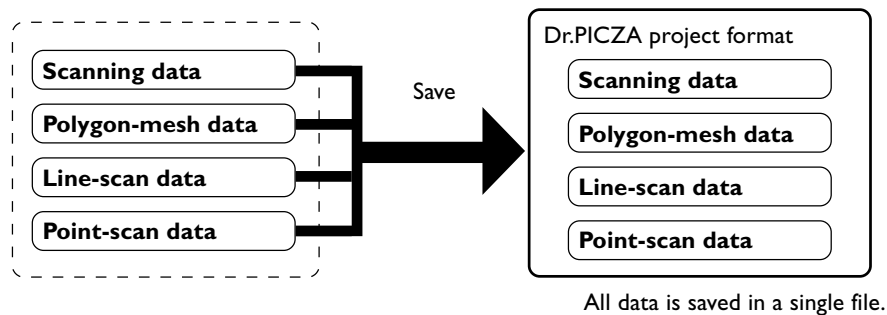 Scanning data
Polygon-mesh data
Line-scan data
Point-scan data
Save
Dr.PICZA project format
Scanning data
Polygon-mesh data
Line-scan data
Point-scan data
All data is saved in a single file.